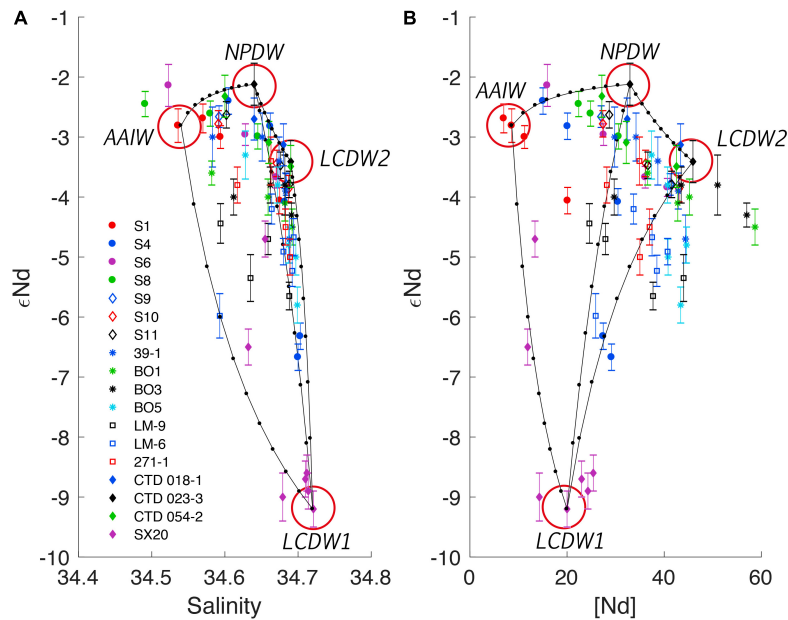 A
B
-1
-2
-3
-4
-5
-6
-7
-8
-9
-10
ϵNd
34.4
34.5
34.6
34.7
34.8
Salinity
NPDW
AAIW
LCDW2
LCDW1
S1
S4
S6
S8
S9
S10
S11
39-1
BO1
BO3
BO5
LM-9
LM-6
271-1
CTD 018-1
CTD 023-3
CTD 054-2
SX20
-1
-2
-3
-4
-5
-6
-7
-8
-9
-10
ϵNd
0
20
40
60
[Nd]
NPDW
AAIW
LCDW2
LCDW1